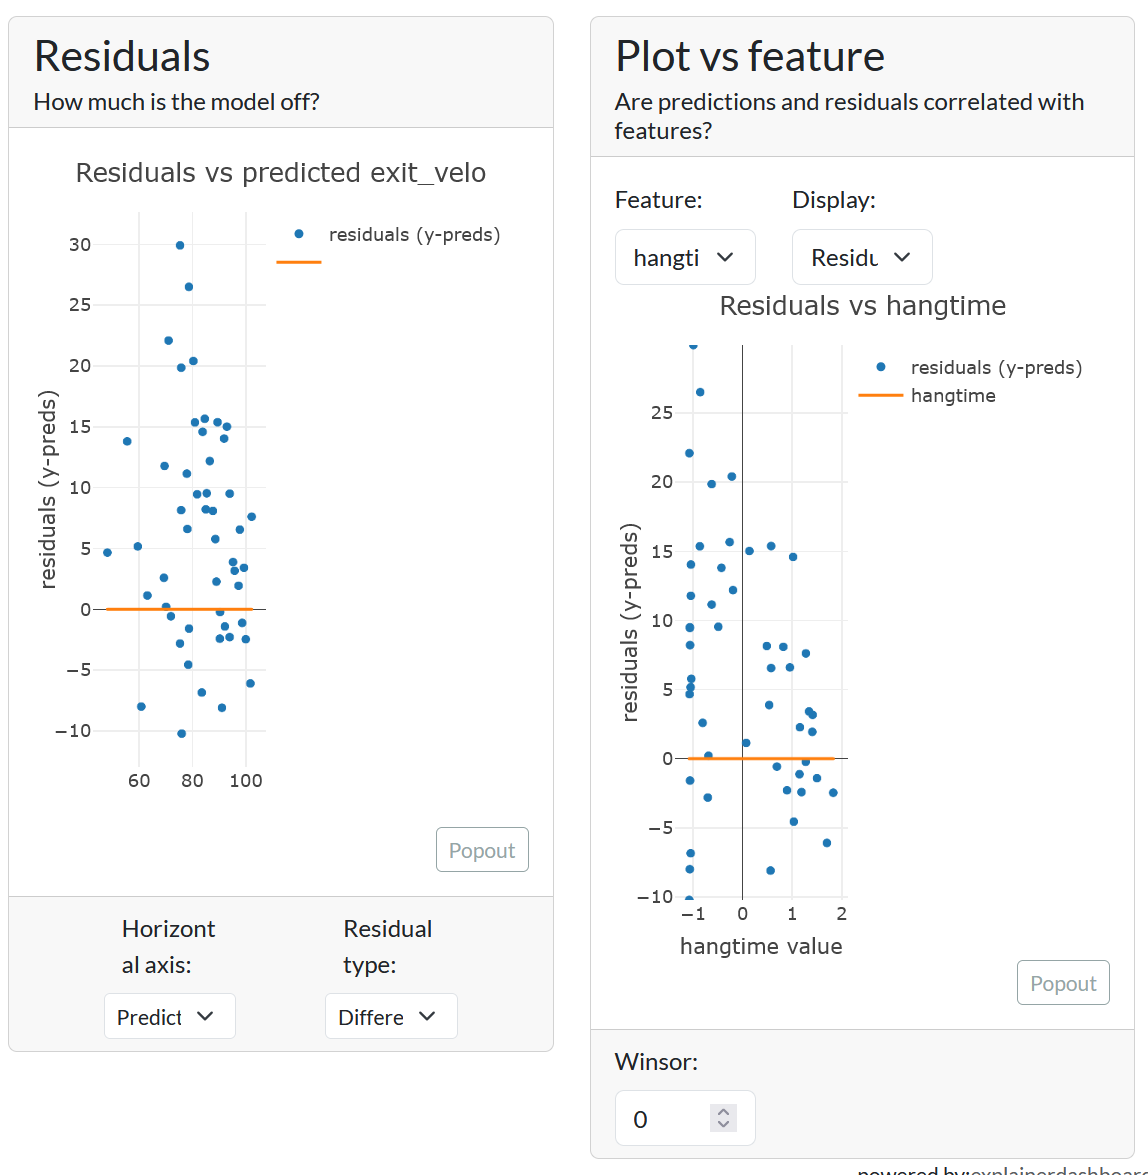 Residuals
How much is the model off?
Residuals vs predicted exit_velo
residuals (y-preds)
30
25
20
15
10
5
0
−5
−10
residuals (y-preds)
60 80 100
Popout
Horizont
al axis:
Residual
type:
Predict
Differe
Plot vs feature
Are predictions and residuals correlated with
features?
Feature:
Display:
hangti
Residu
Residuals vs hangtime
residuals (y-preds)
hangtime
25
20
15
10
5
0
−5
−10
residuals (y-preds)
−1 0 1 2
hangtime value
Popout
Winsor:
0
powered by:explainerdashboard